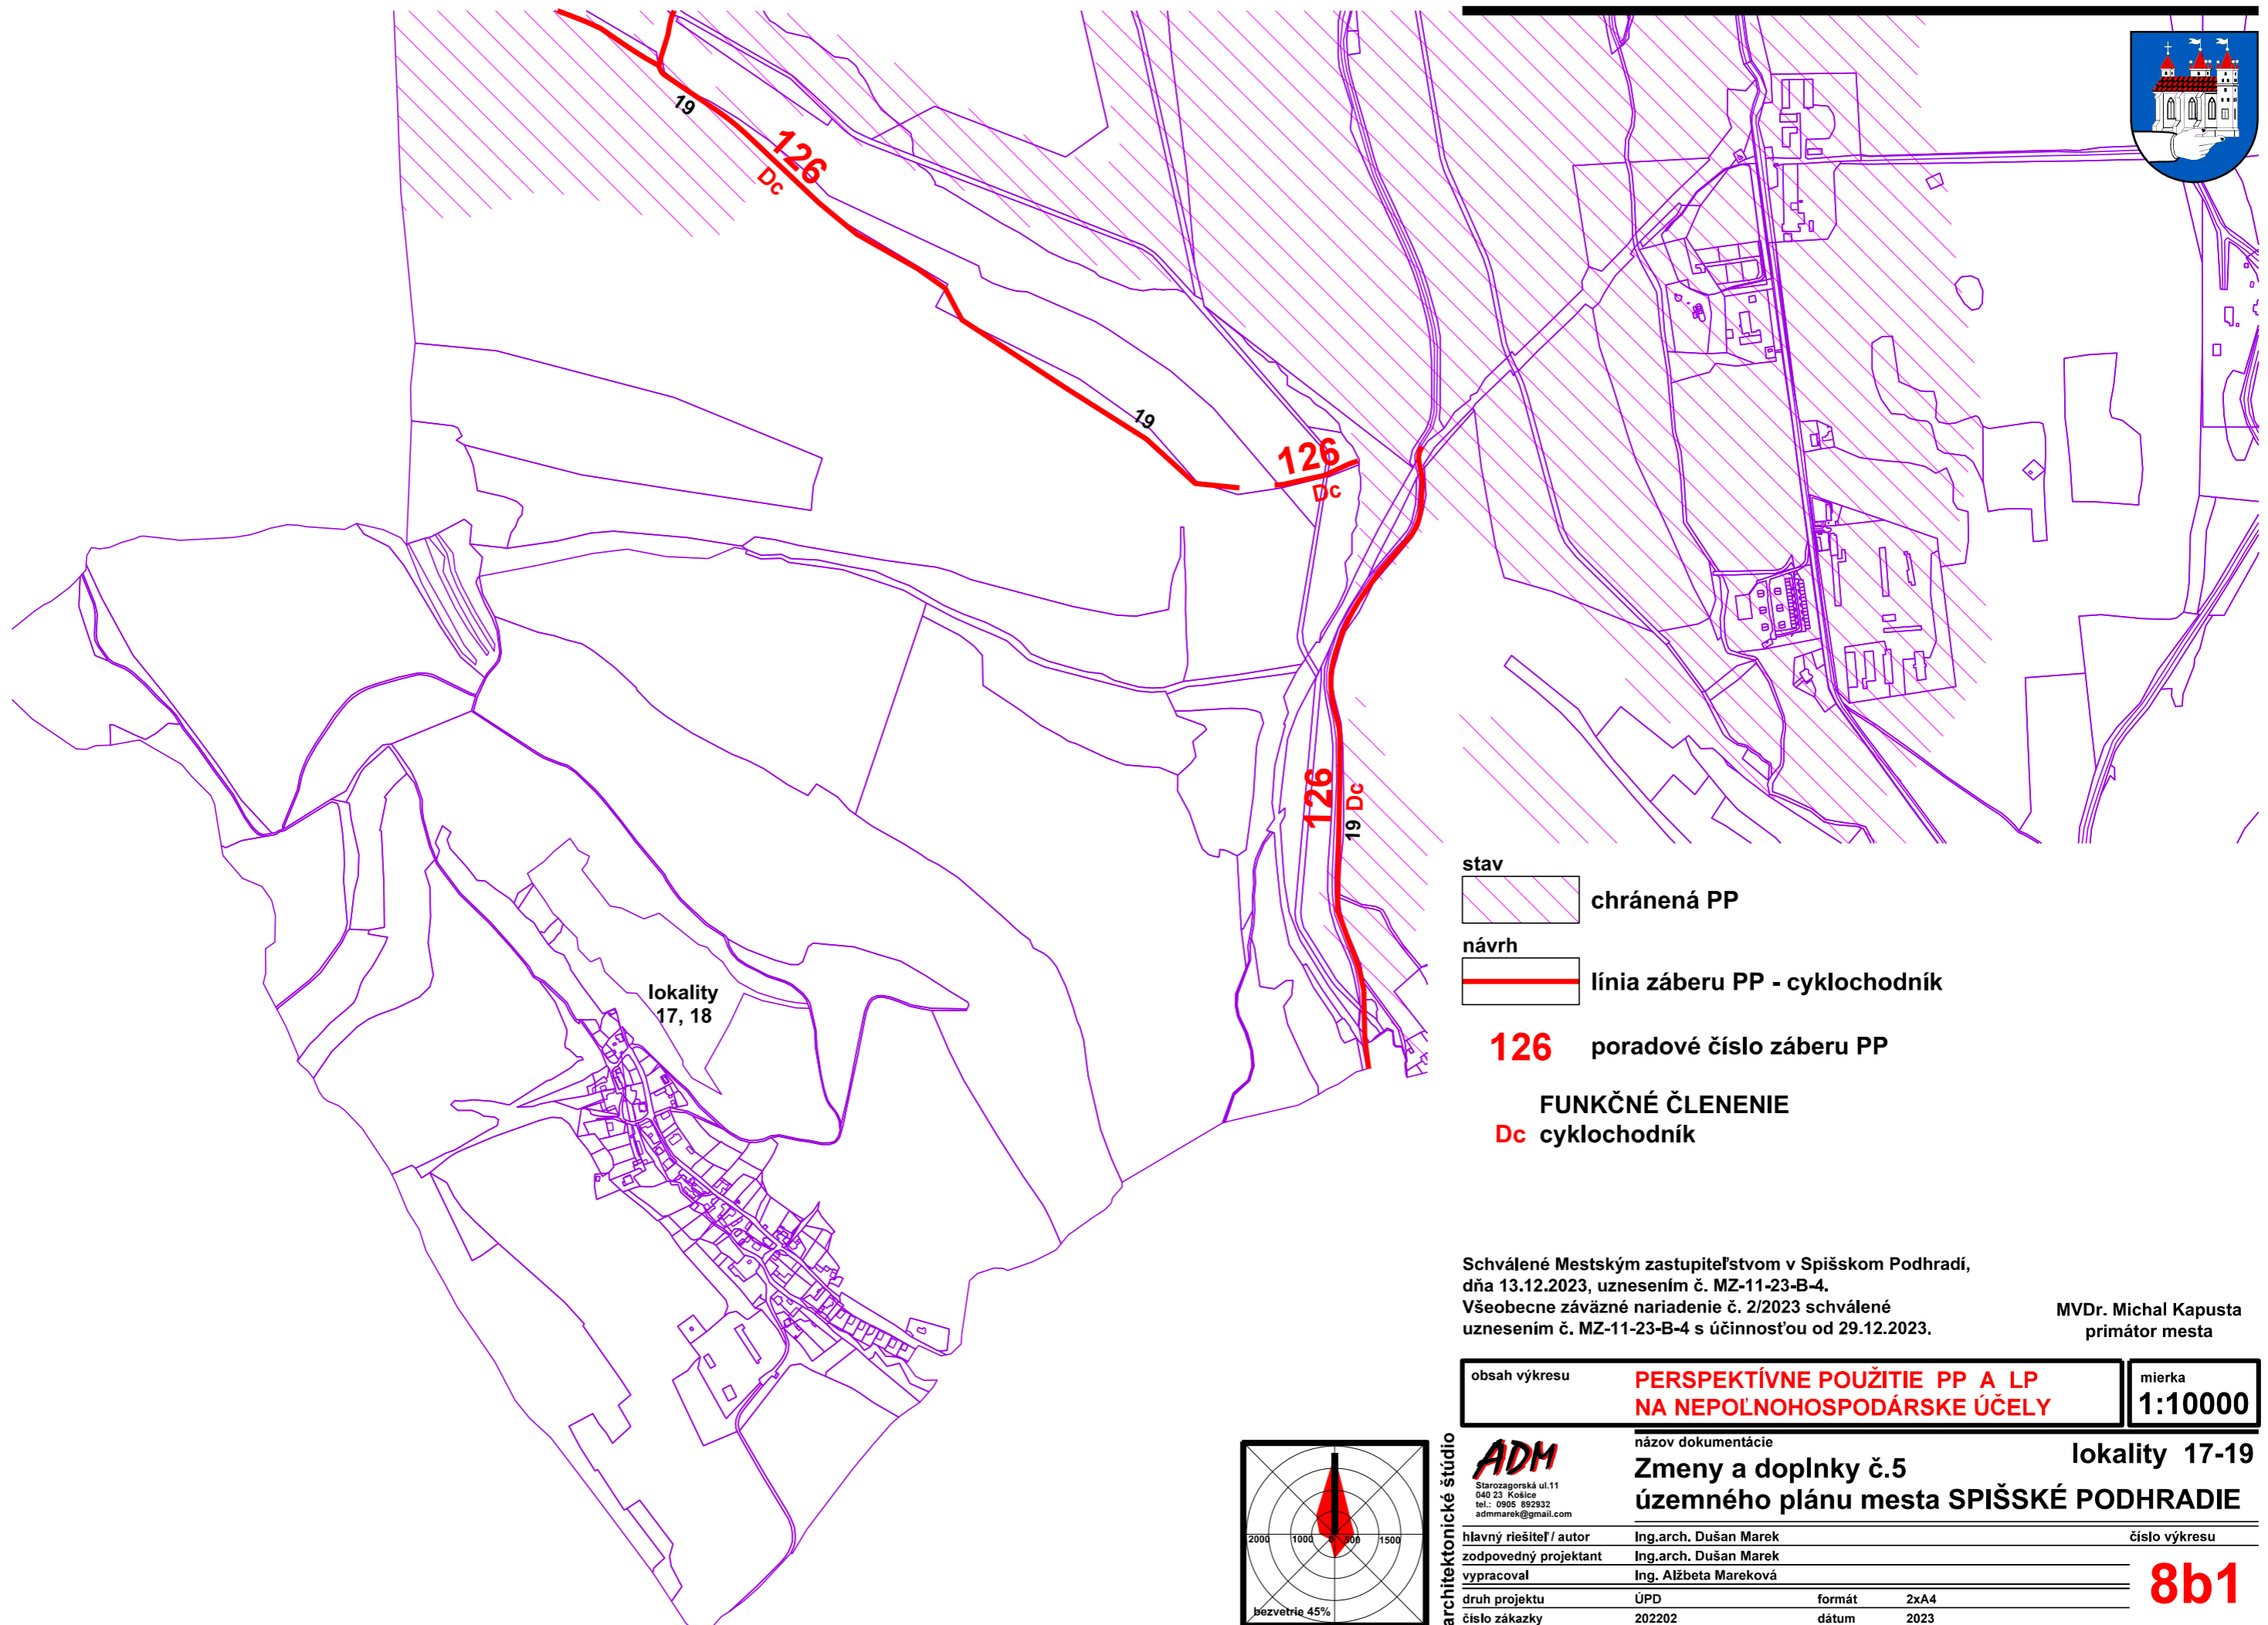 19
126
Dc
19
126
Dc
126
19 Dc
lokality
17, 18
stav
chránená PP
návrh
línia záberu PP - cyklochodník
126 poradové číslo záberu PP
FUNKČNÉ ČLENENIE
Dc cyklochodník
Schválené Mestským zastupiteľstvom v Spišskom Podhradí,
dňa 13.12.2023, uznesením č. MZ-11-23-B-4.
Všeobecne záväzné nariadenie č. 2/2023 schválené
uznesením č. MZ-11-23-B-4 s účinnosťou od 29.12.2023.
MVDr. Michal Kapusta
primátor mesta
obsah výkresu
PERSPEKTÍVNE POUŽITIE PP A LP
NA NEPOĽNOHOSPODÁRSKE ÚČELY
mierka
1:10000
2000 1000 500 1500
bezvetrie 45%
architektonické štúdio
ADM
Starozagorská ul.11
040 23 Košice
tel.: 0905 892932
admmarek@gmail.com
názov dokumentácie
lokality 17-19
Zmeny a doplnky č.5
územného plánu mesta SPIŠSKÉ PODHRADIE
hlavný riešiteľ / autor Ing.arch. Dušan Marek
číslo výkresu
zodpovedný projektant Ing.arch. Dušan Marek
vypracoval Ing. Alžbeta Mareková
8b1
druh projektu ÚPD formát 2xA4
číslo zákazky 202202 dátum 2023